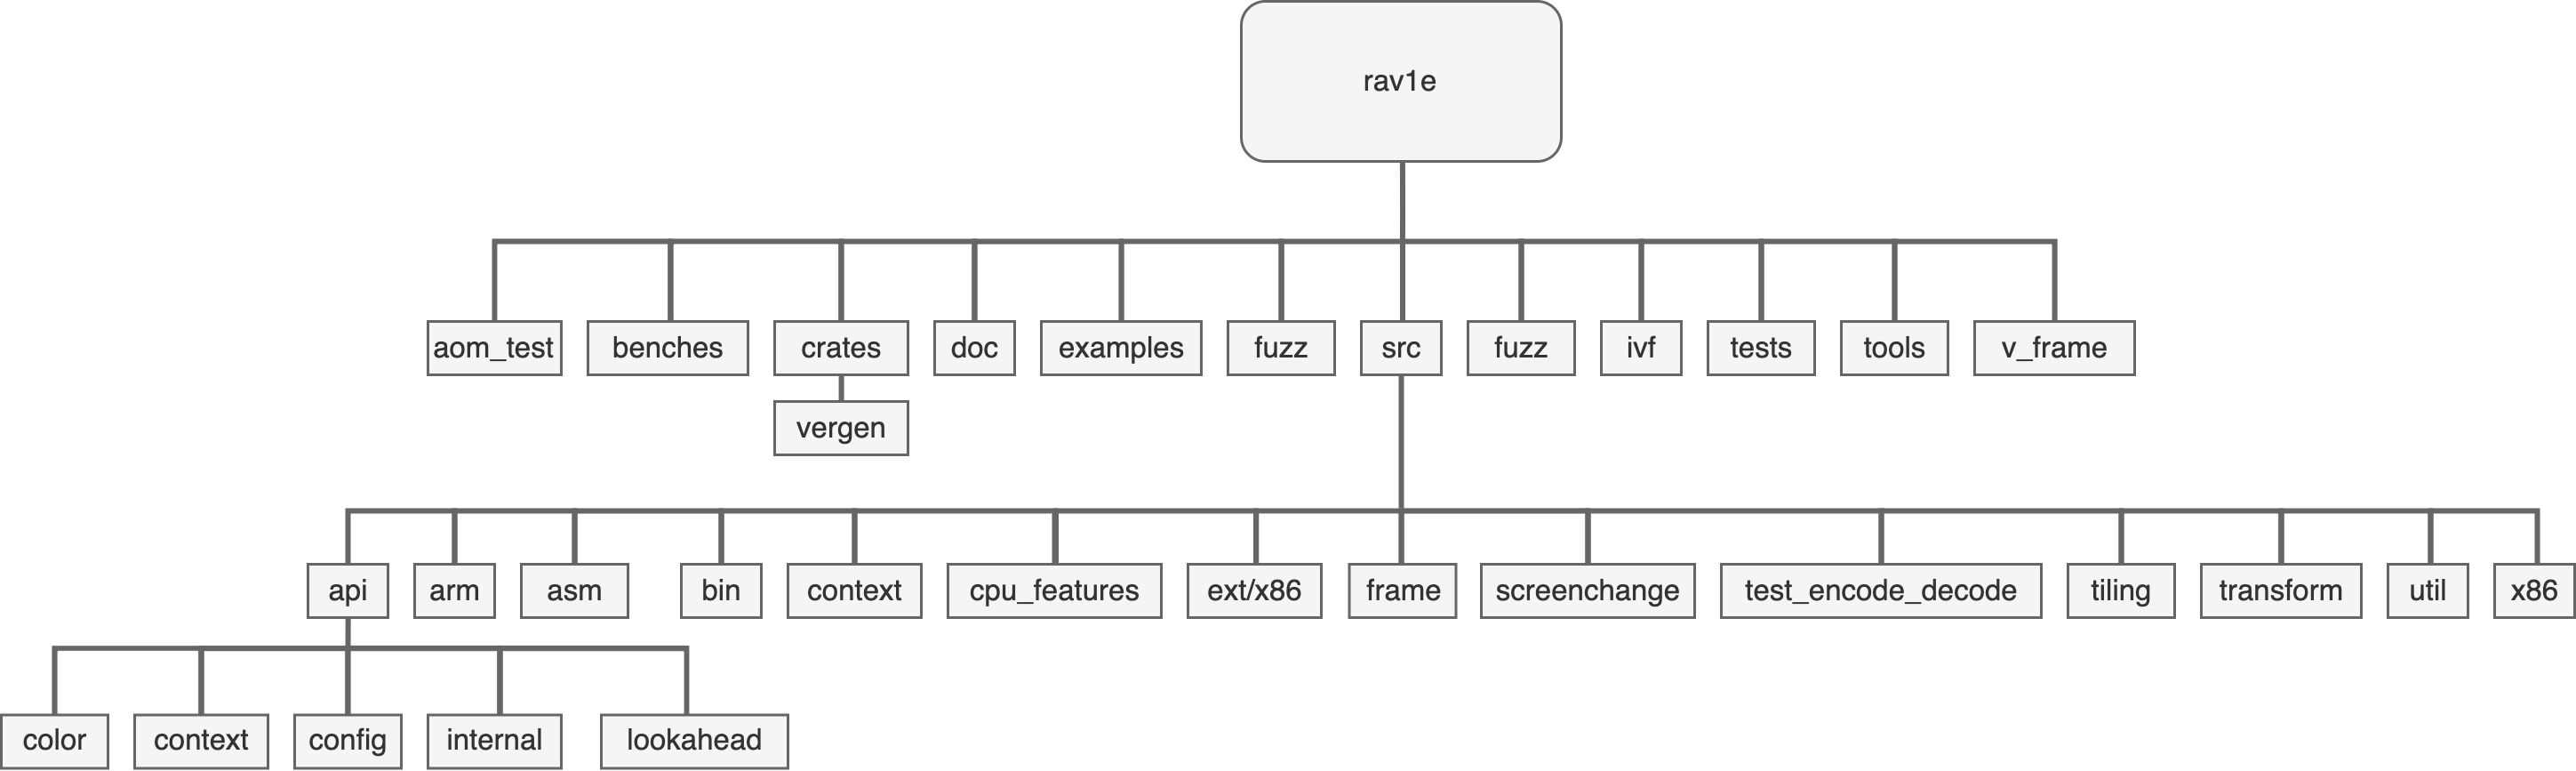 rav1e
aom_test benches crates doc examples fuzz src fuzz ivf tests tools v_frame
vergen
api arm asm bin context cpu_features ext/x86 frame screenchange test_encode_decode tiling transform util x86
color context config internal lookahead